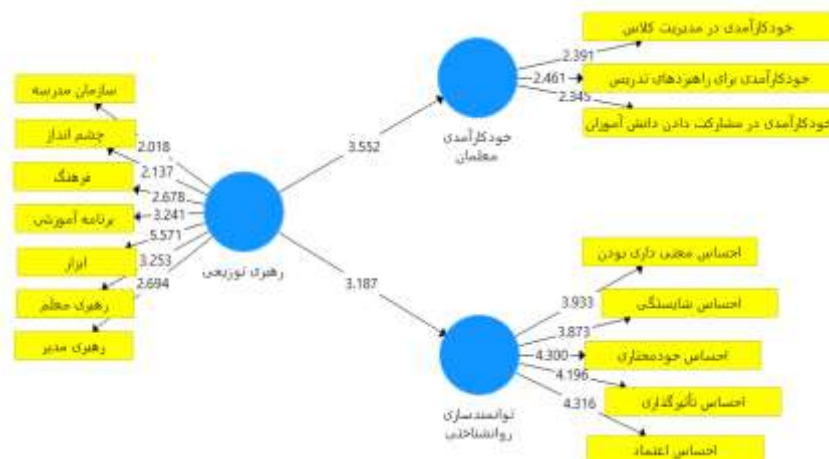 سازمان مدرسه
چشم انداز
فرهنگ
برنامه آموزشی
ابزار
رهبری معلم
رهبری مدیر
2.018
2.137
2.678
3.241
5.571
3.253
2.694
رهبری توزیعی
3.552
3.187
خودکارآمدی
معلمان
2.391
2.461
2.345
خودکارآمدی در مدیریت کلاس
خودکارآمدی برای راهبردهای تدریس
خودکارآمدی در مشارکت دادن دانش آموزان
توانمندسازی
روانشناختی
3.933
3.873
4.300
4.196
4.316
احساس معنی داری بودن
احساس شایستگی
احساس خودمختاری
احساس تأثیرگذاری
احساس اعتماد